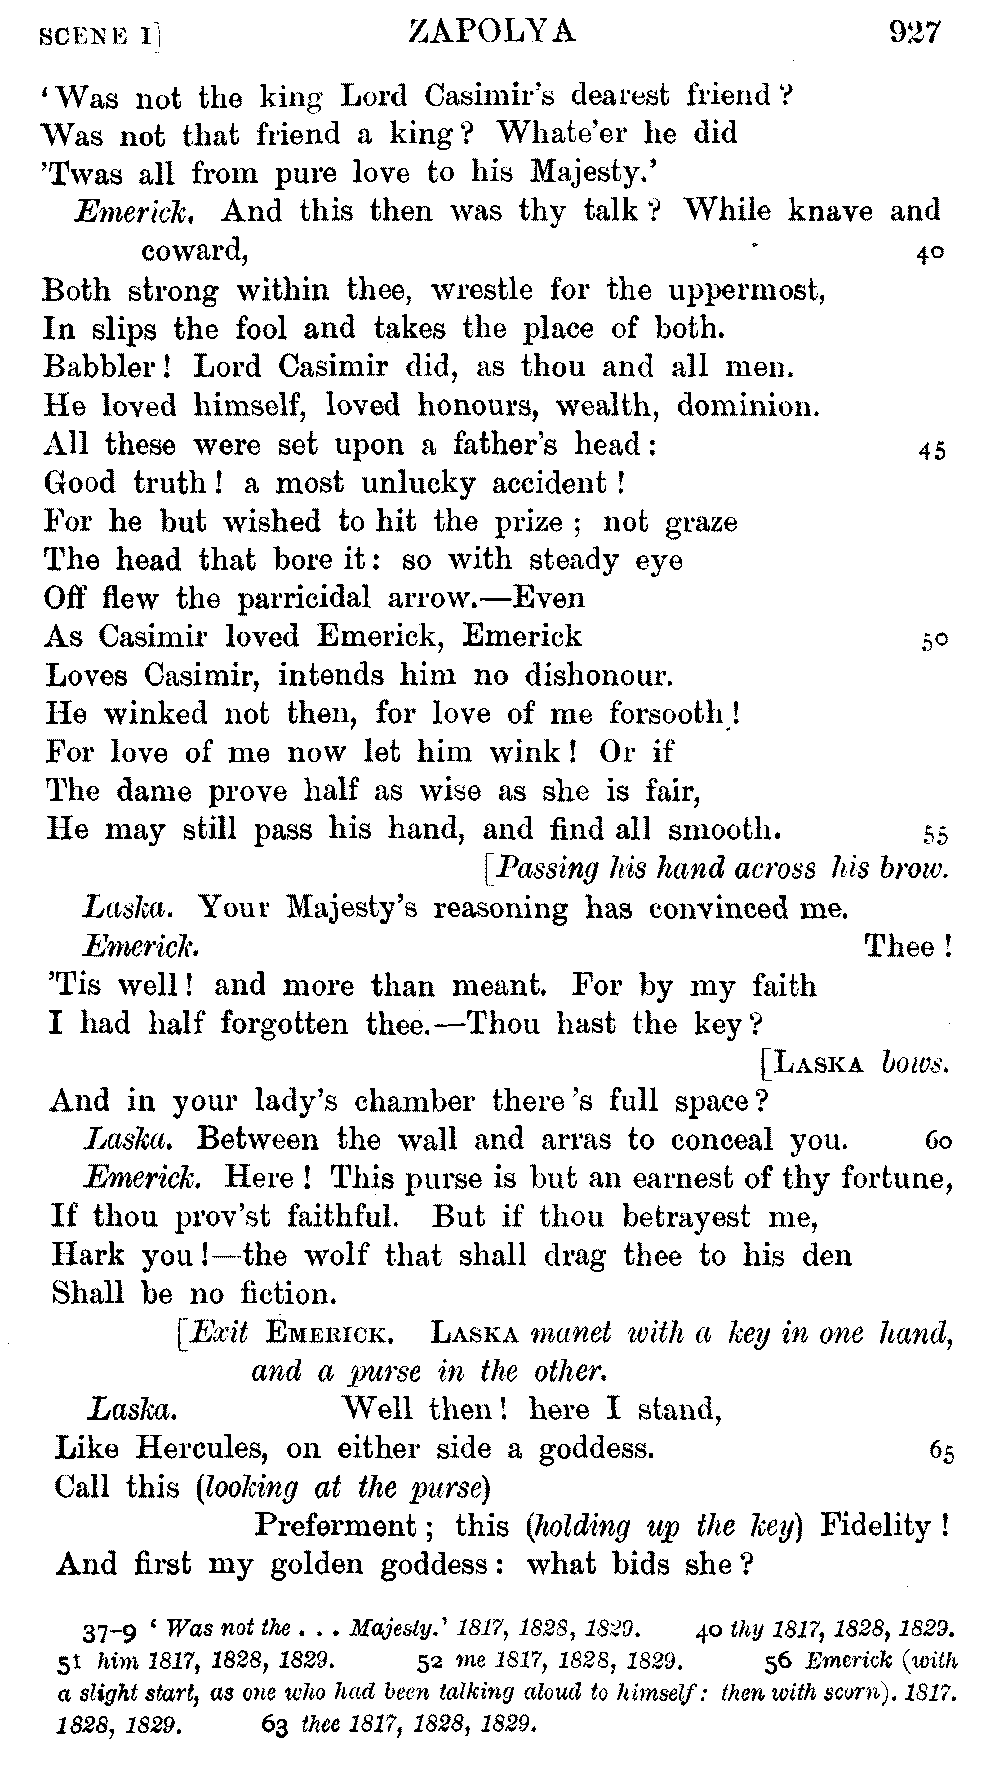 SCENE I] ZAPOLYA 927
‘Was not the king Lord Casimir’s dearest friend?
Was not that friend a king? Whate’er he did
’Twas all from pure love to his Majesty.’
Emerick. And this then was thy talk? While knave and
coward, 40
Both strong within thee, wrestle for the uppermost,
In slips the fool and takes the place of both.
Babbler! Lord Casimir did, as thou and all men.
He loved himself, loved honours, wealth, dominion.
All these were set upon a father’s head: 45
Good truth! a most unlucky accident!
For he but wished to hit the prize; not graze
The head that bore it: so with steady eye
Off flew the parricidal arrow.—Even
As Casimir loved Emerick, Emerick 50
Loves Casimir, intends him no dishonour.
He winked not then, for love of me forsooth!
For love of me now let him wink! Or if
The dame prove half as wise as she is fair,
He may still pass his hand, and find all smooth. 55
[Passing his hand across his brow.
Laska. Your Majesty’s reasoning has convinced me.
Emerick. Thee!
’Tis well! and more than meant. For by my faith
I had half forgotten thee.—Thou hast the key?
[LASKA bows.
And in your lady’s chamber there’s full space?
Laska. Between the wall and arras to conceal you. 60
Emerick. Here! This purse is but an earnest of thy fortune,
If thou prov’st faithful. But if thou betrayest me,
Hark you!—the wolf that shall drag thee to his den
Shall be no fiction.
[Exit EMERICK. LASKA manet with a key in one hand,
and a purse in the other.
Laska. Well then! here I stand,
Like Hercules, on either side a goddess. 65
Call this (looking at the purse)
Preferment; this (holding up the key) Fidelity!
And first my golden goddess: what bids she?
37–9 ‘Was not the . . . Majesty.’ 1817, 1828, 1829. 40 thy 1817, 1828, 1829.
51 him 1817, 1828, 1829. 52 me 1817, 1828, 1829. 56 Emerick (with
a slight start, as one who had been talking aloud to himself: then with scorn). 1817.
1828, 1829. 63 thee 1817, 1828, 1829.